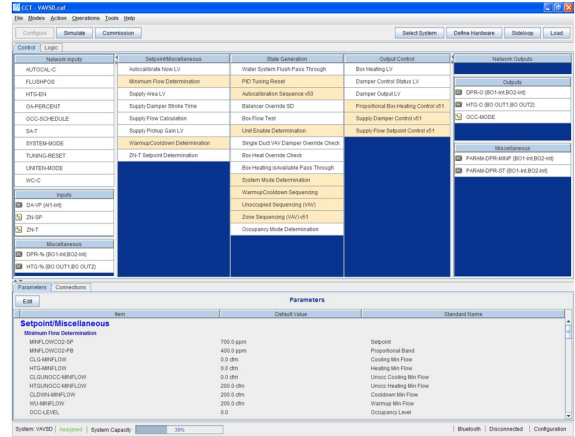 CCT - VAVSD.caf
File Modes Action Operations Tools Help
Configure Simulate Commission Select System Define Hardware Sideloop Load
Control Logic
Network Inputs
AUTOCAL-C
FLUSHPOS
HTG-EN
OA-PERCENT
OCC-SCHEDULE
SA-T
SYSTEM-MODE
TUNING-RESET
UNITEN-MODE
WC-C
Inputs
DA-VP (AI1-Int)
ZN-SP
ZN-T
Miscellaneous
DPR-% (BO1-Int,BO2-Int)
HTG-% (BO OUT1,BO OUT2)
Setpoint/Miscellaneous
Autocalibrate Now LV
Minimum Flow Determination
Supply Area LV
Supply Damper Stroke Time
Supply Flow Calculation
Supply Pickup Gain LV
WarmupCooldown Determination
ZN-T Setpoint Determination
State Generation
Water System Flush Pass Through
PID Tuning Reset
Autocalibration Sequence v50
Balancer Override SD
Box Flow Test
Unit Enable Determination
Single Duct VAV Damper Override Check
Box Heat Override Check
Box Heating IsAvailable Pass Through
System Mode Determination
WarmupCooldown Sequencing
Unoccupied Sequencing (VAV)
Zone Sequencing (VAV) v51
Occupancy Mode Determination
Output Control
Box Heating LV
Damper Control Status LV
Damper Output LV
Proportional Box Heating Control v51
Supply Damper Control v51
Supply Flow Setpoint Control v51
Network Outputs
Outputs
DPR-O (BO1-Int,BO2-Int)
HTG-O (BO OUT1,BO OUT2)
OCC-MODE
Miscellaneous
PARAM-DPR-MINP (BO1-Int,BO2-Int)
PARAM-DPR-ST (BO1-Int,BO2-Int)
Parameters Connections
Edit Parameters
Item Default Value Standard Name
Setpoint/Miscellaneous
Minimum Flow Determination
MINFLOWCO2-SP 700.0 ppm Setpoint
MINFLOWCO2-PB 400.0 ppm Proportional Band
CLG-MINFLOW 0.0 cfm Cooling Min Flow
HTG-MINFLOW 0.0 cfm Heating Min Flow
CLGUNOCC-MINFLOW 0.0 cfm Unocc Cooling Min Flow
HTGUNOCC-MINFLOW 200.0 cfm Unocc Heating Min Flow
CLDWN-MINFLOW 200.0 cfm Cooldown Min Flow
WU-MINFLOW 200.0 cfm Warmup Min Flow
OCC-LEVEL 0.0 Occupancy Level
System: VAVSD Assigned System Capacity 36% Bluetooth Disconnected Configuration